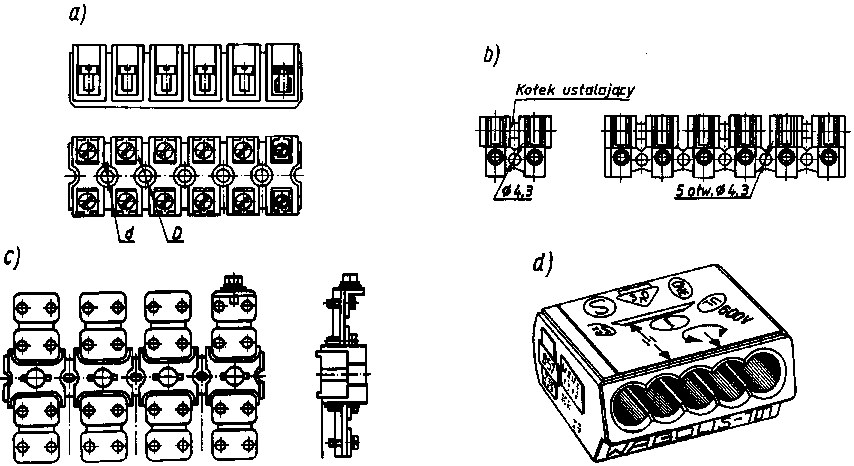 a)
b)
Kołek ustalający
Ø4,3
5 otw. Ø4,3
d
D
c)
d)
600V